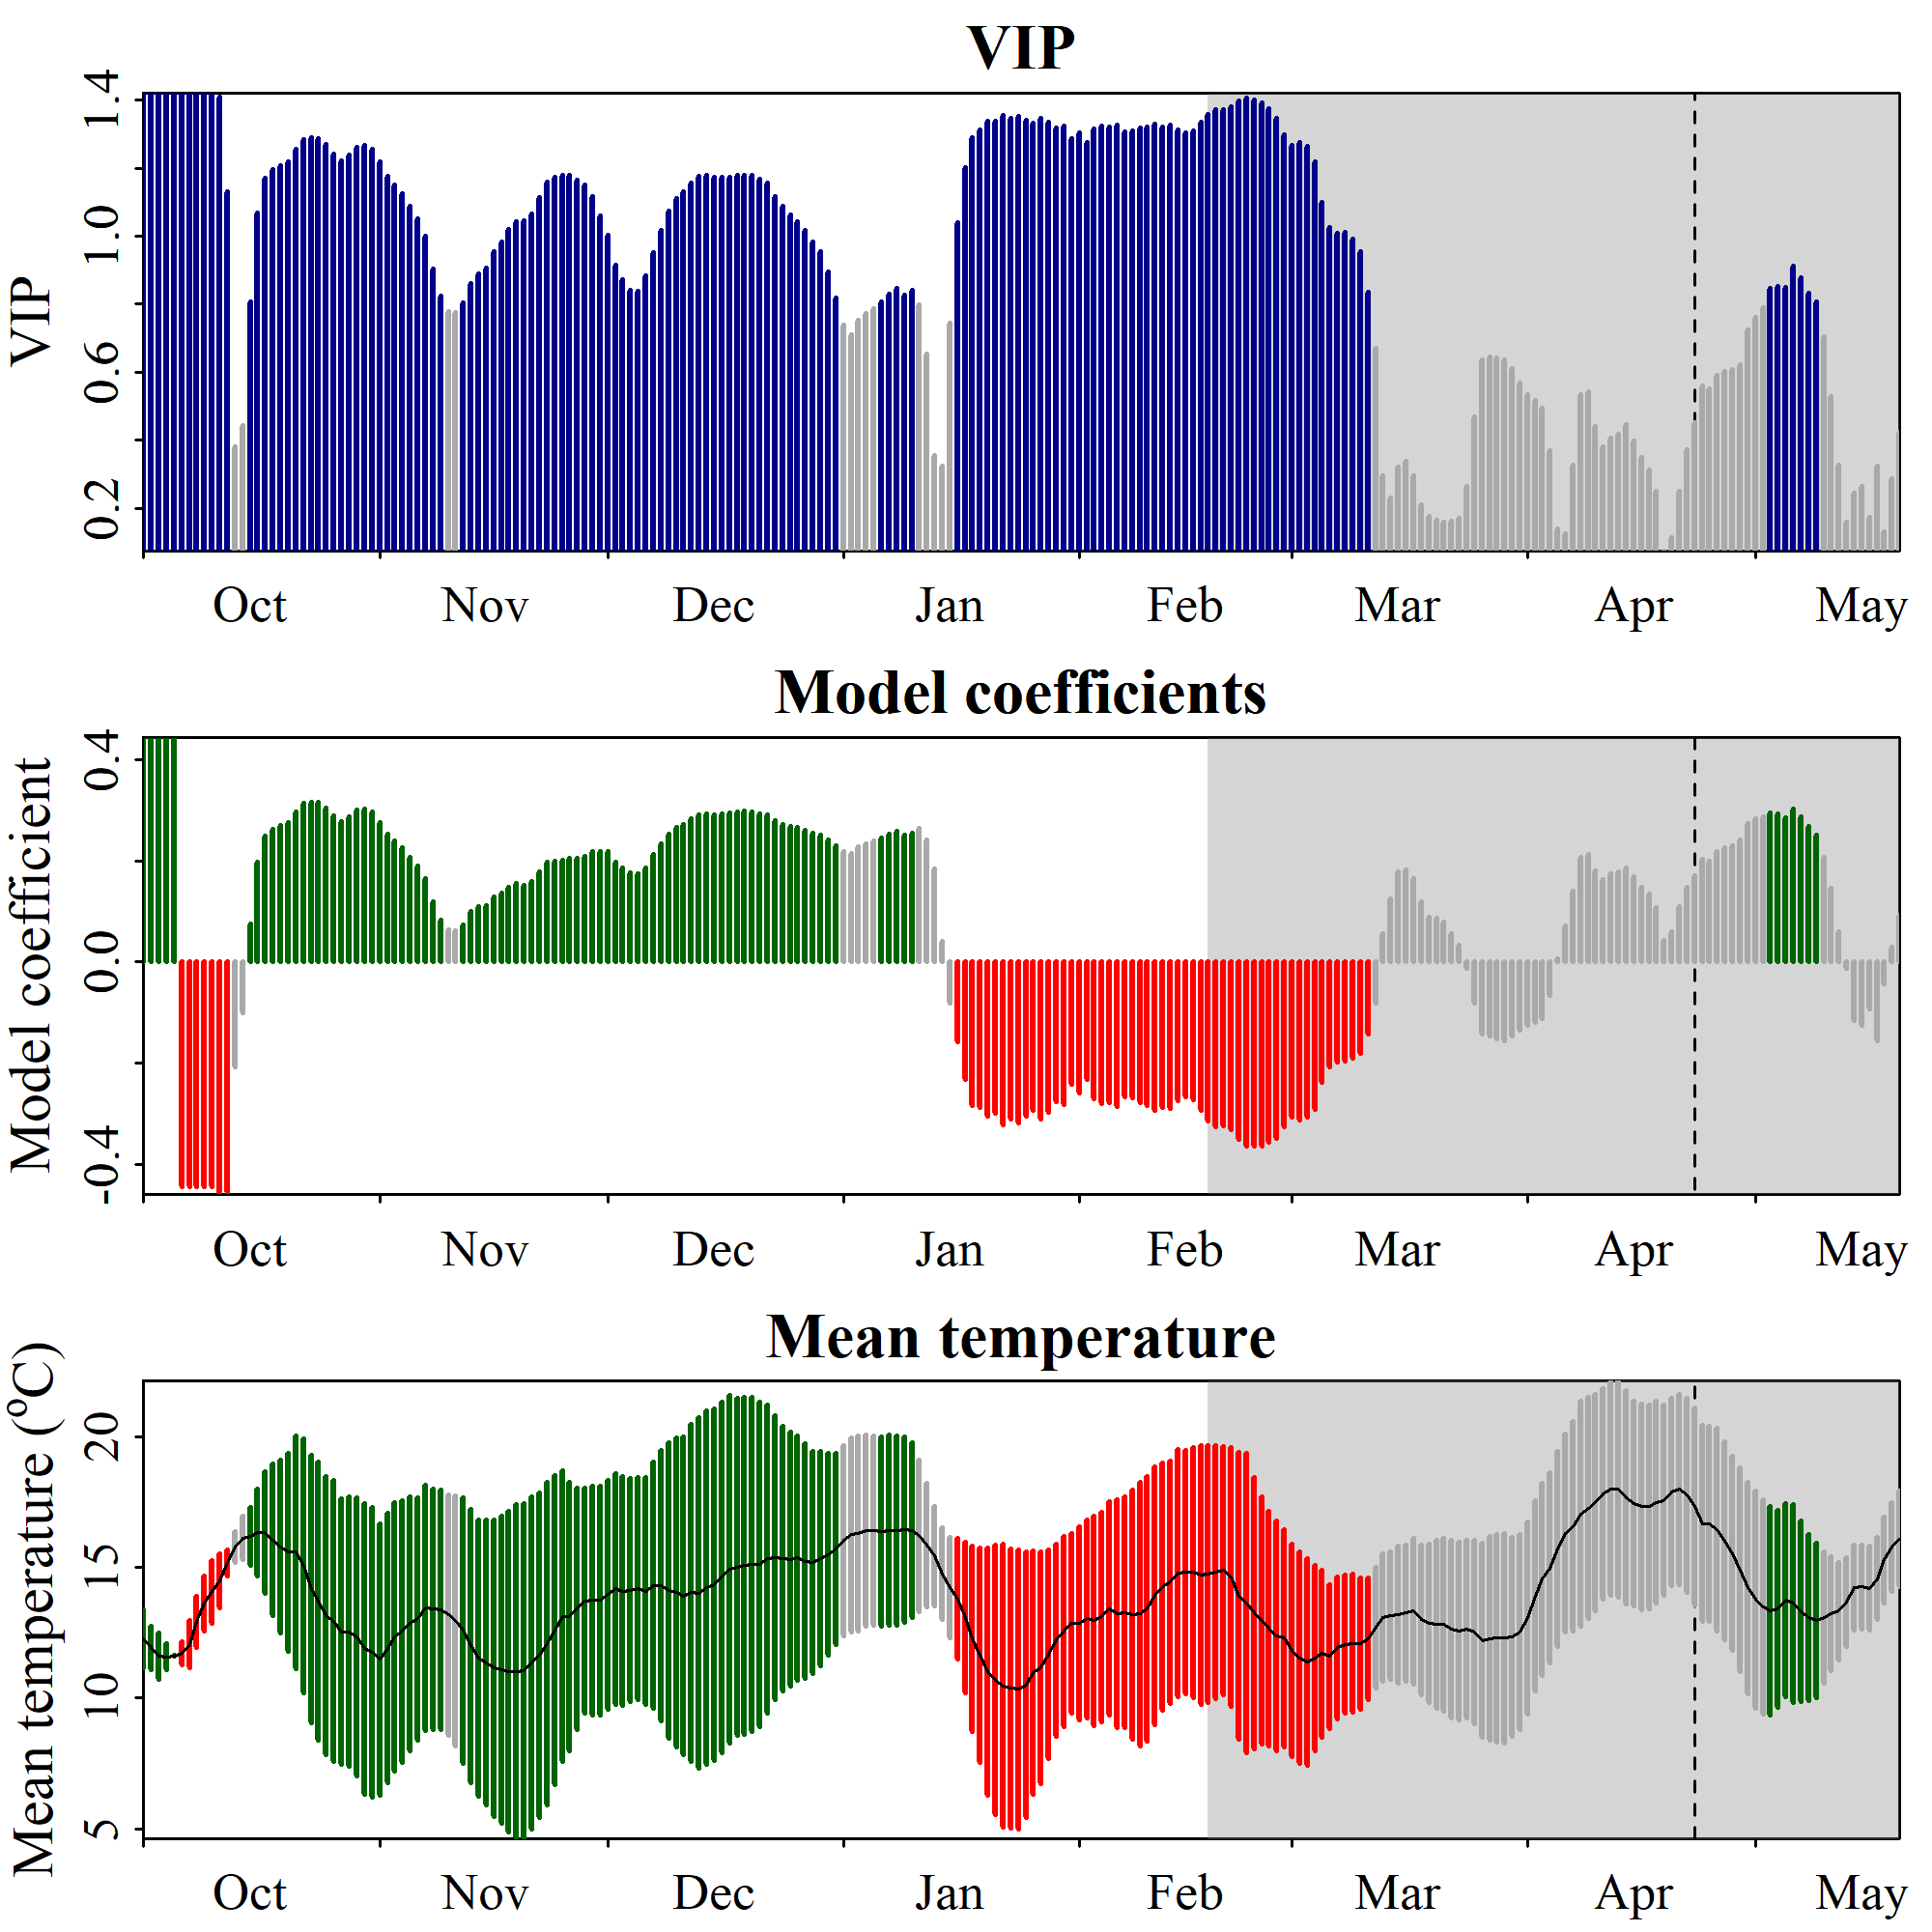 VIP
VIP
1.4
1.0
0.6
0.2
Oct Nov Dec Jan Feb Mar Apr May
Model coefficients
Model coefficient
0.4
0.0
-0.4
Oct Nov Dec Jan Feb Mar Apr May
Mean temperature
Mean temperature (°C)
20
15
10
5
Oct Nov Dec Jan Feb Mar Apr May